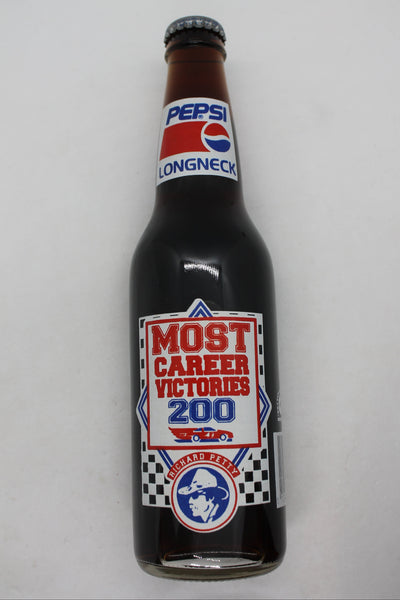 PEPSI
LONGNECK
MOST
CAREER
VICTORIES
200
RICHARD PETTY